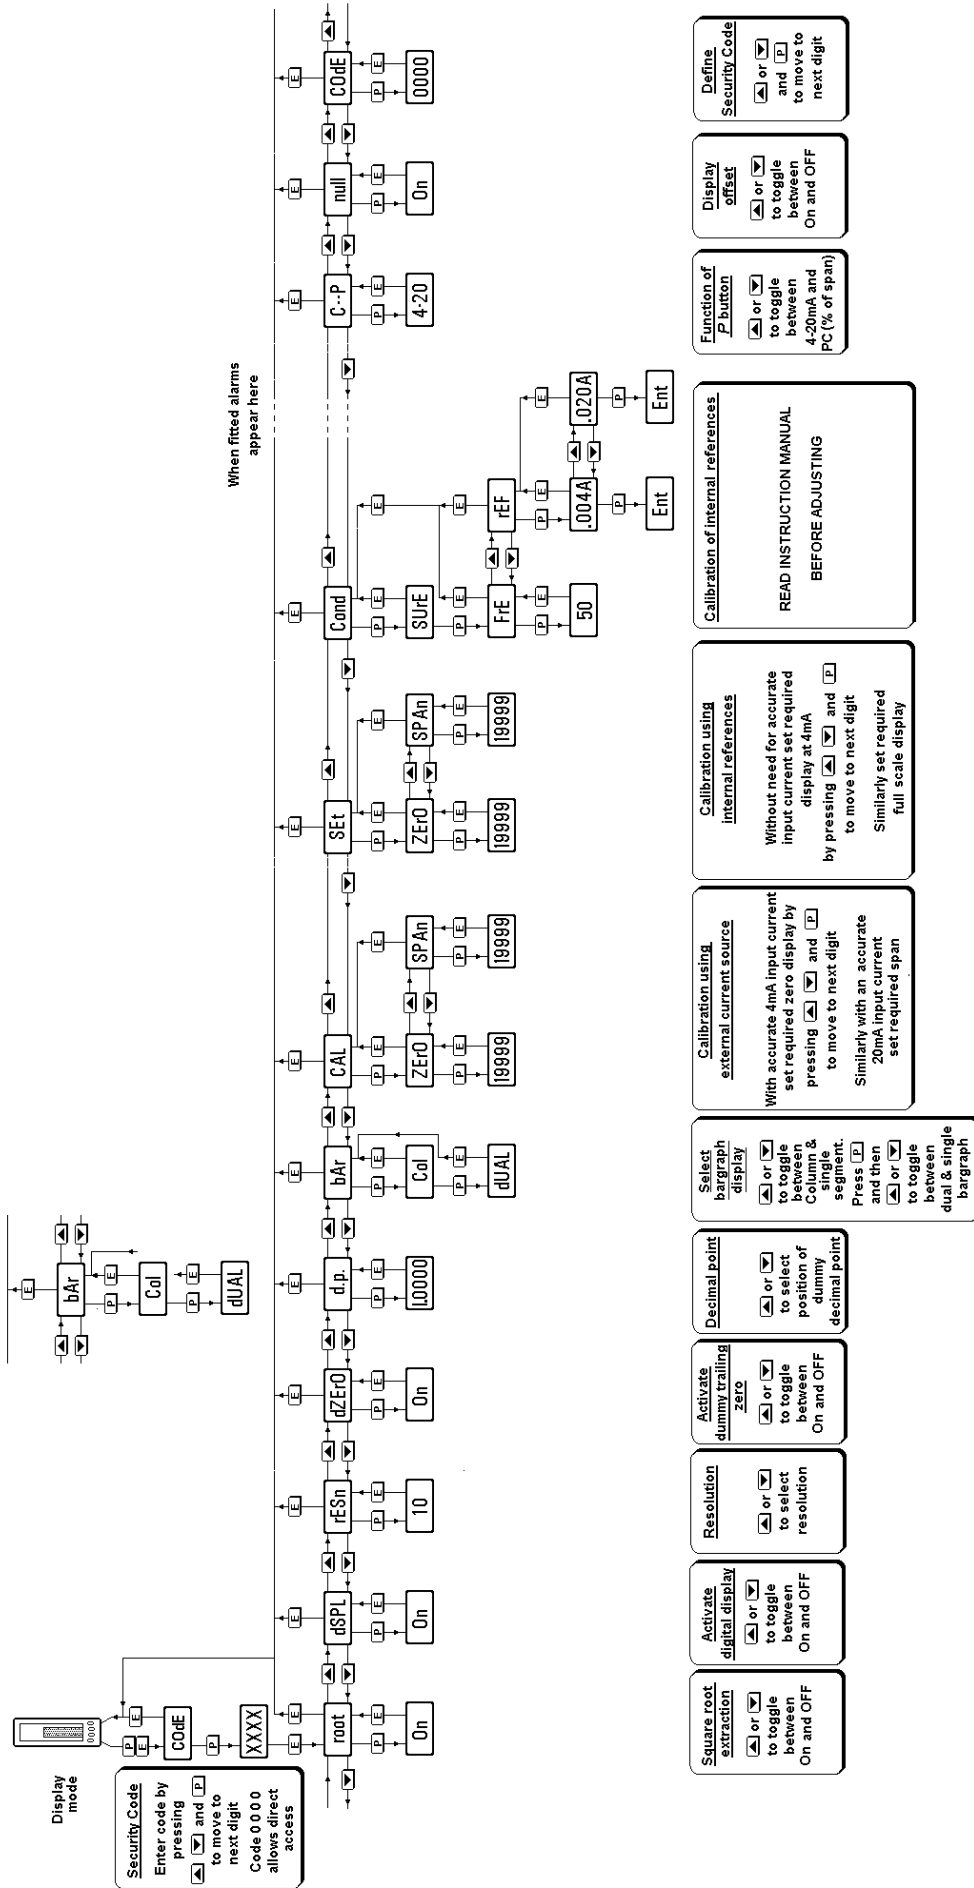 Display
mode
P
E
E
COdE
P
XXXX
E
E
Security Code
Enter code by
pressing
and P
to move to
next digit
Code 0 0 0 0
allows direct
access
root
P
E
On
E
dSPL
P
E
On
E
rESn
P
E
10
E
dZErO
P
E
On
E
d.p.
P
E
1.0000
E
bAr
P
E
Col
P
E
dUAL
E
bAr
P
E
Col
P
E
dUAL
E
CAL
P
E
E
ZErO
SPAn
P
E
P
E
19999
19999
E
SEt
P
E
E
ZErO
SPAn
P
E
P
E
19999
19999
E
Cond
P
E
E
SUrE
P
E
E
FrE
rEF
P
E
P
E
E
50
.004A
.020A
P
P
Ent
Ent
When fitted alarms
appear here
E
C--P
P
E
4-20
E
null
P
E
On
E
COdE
P
E
0000
Square root
extraction
or
to toggle
between
On and OFF
Activate
digital display
or
to toggle
between
On and OFF
Resolution
or
to select
resolution
Activate
dummy trailing
zero
or
to toggle
between
On and OFF
Decimal point
or
to select
position of
dummy
decimal point
Select
bargraph
display
or
to toggle
between
Column &
single
segment.
Press P
and then
or
to toggle
between
dual & single
bargraph
Calibration using
external current source
With accurate 4mA input current
set required zero display by
pressing and P
to move to next digit
Similarly with an accurate
20mA input current
set required span
Calibration using
internal references
Without need for accurate
input current set required
display at 4mA
by pressing and P
to move to next digit
Similarly set required
full scale display
Calibration of internal references
READ INSTRUCTION MANUAL
BEFORE ADJUSTING
Function of
P button
or
to toggle
between
4-20mA and
PC (% of span)
Display
offset
or
to toggle
between
On and OFF
Define
Security Code
or
and P
to move to
next digit